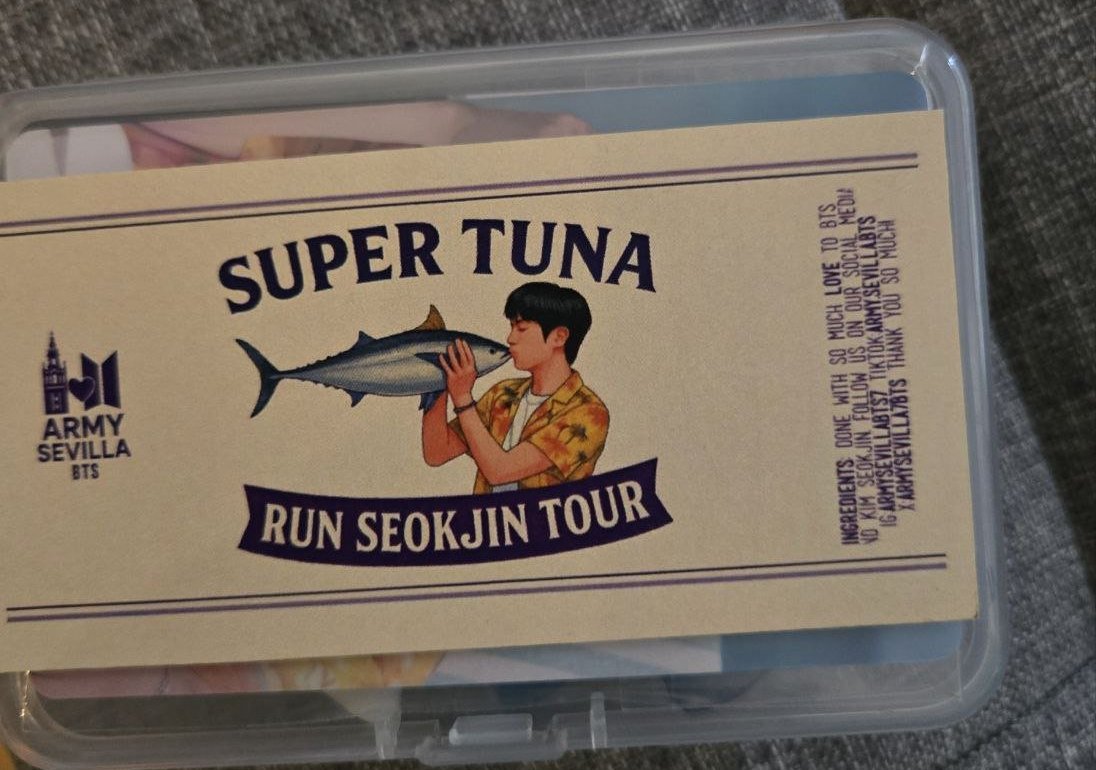 SUPER TUNA
ARMY
SEVILLA
BTS
RUN SEOKJIN TOUR
INGREDIENTS DONE WITH SO MUCH LOVE TO BTS
KIM SEOKJIN FOLLOW US ON OUR SOCIAL MEDIA
IG ARMYSEVILLABTS7 TIKTOK ARMYSEVILLABTS
X ARMYSEVILLA7BTS THANK YOU SO MUCH